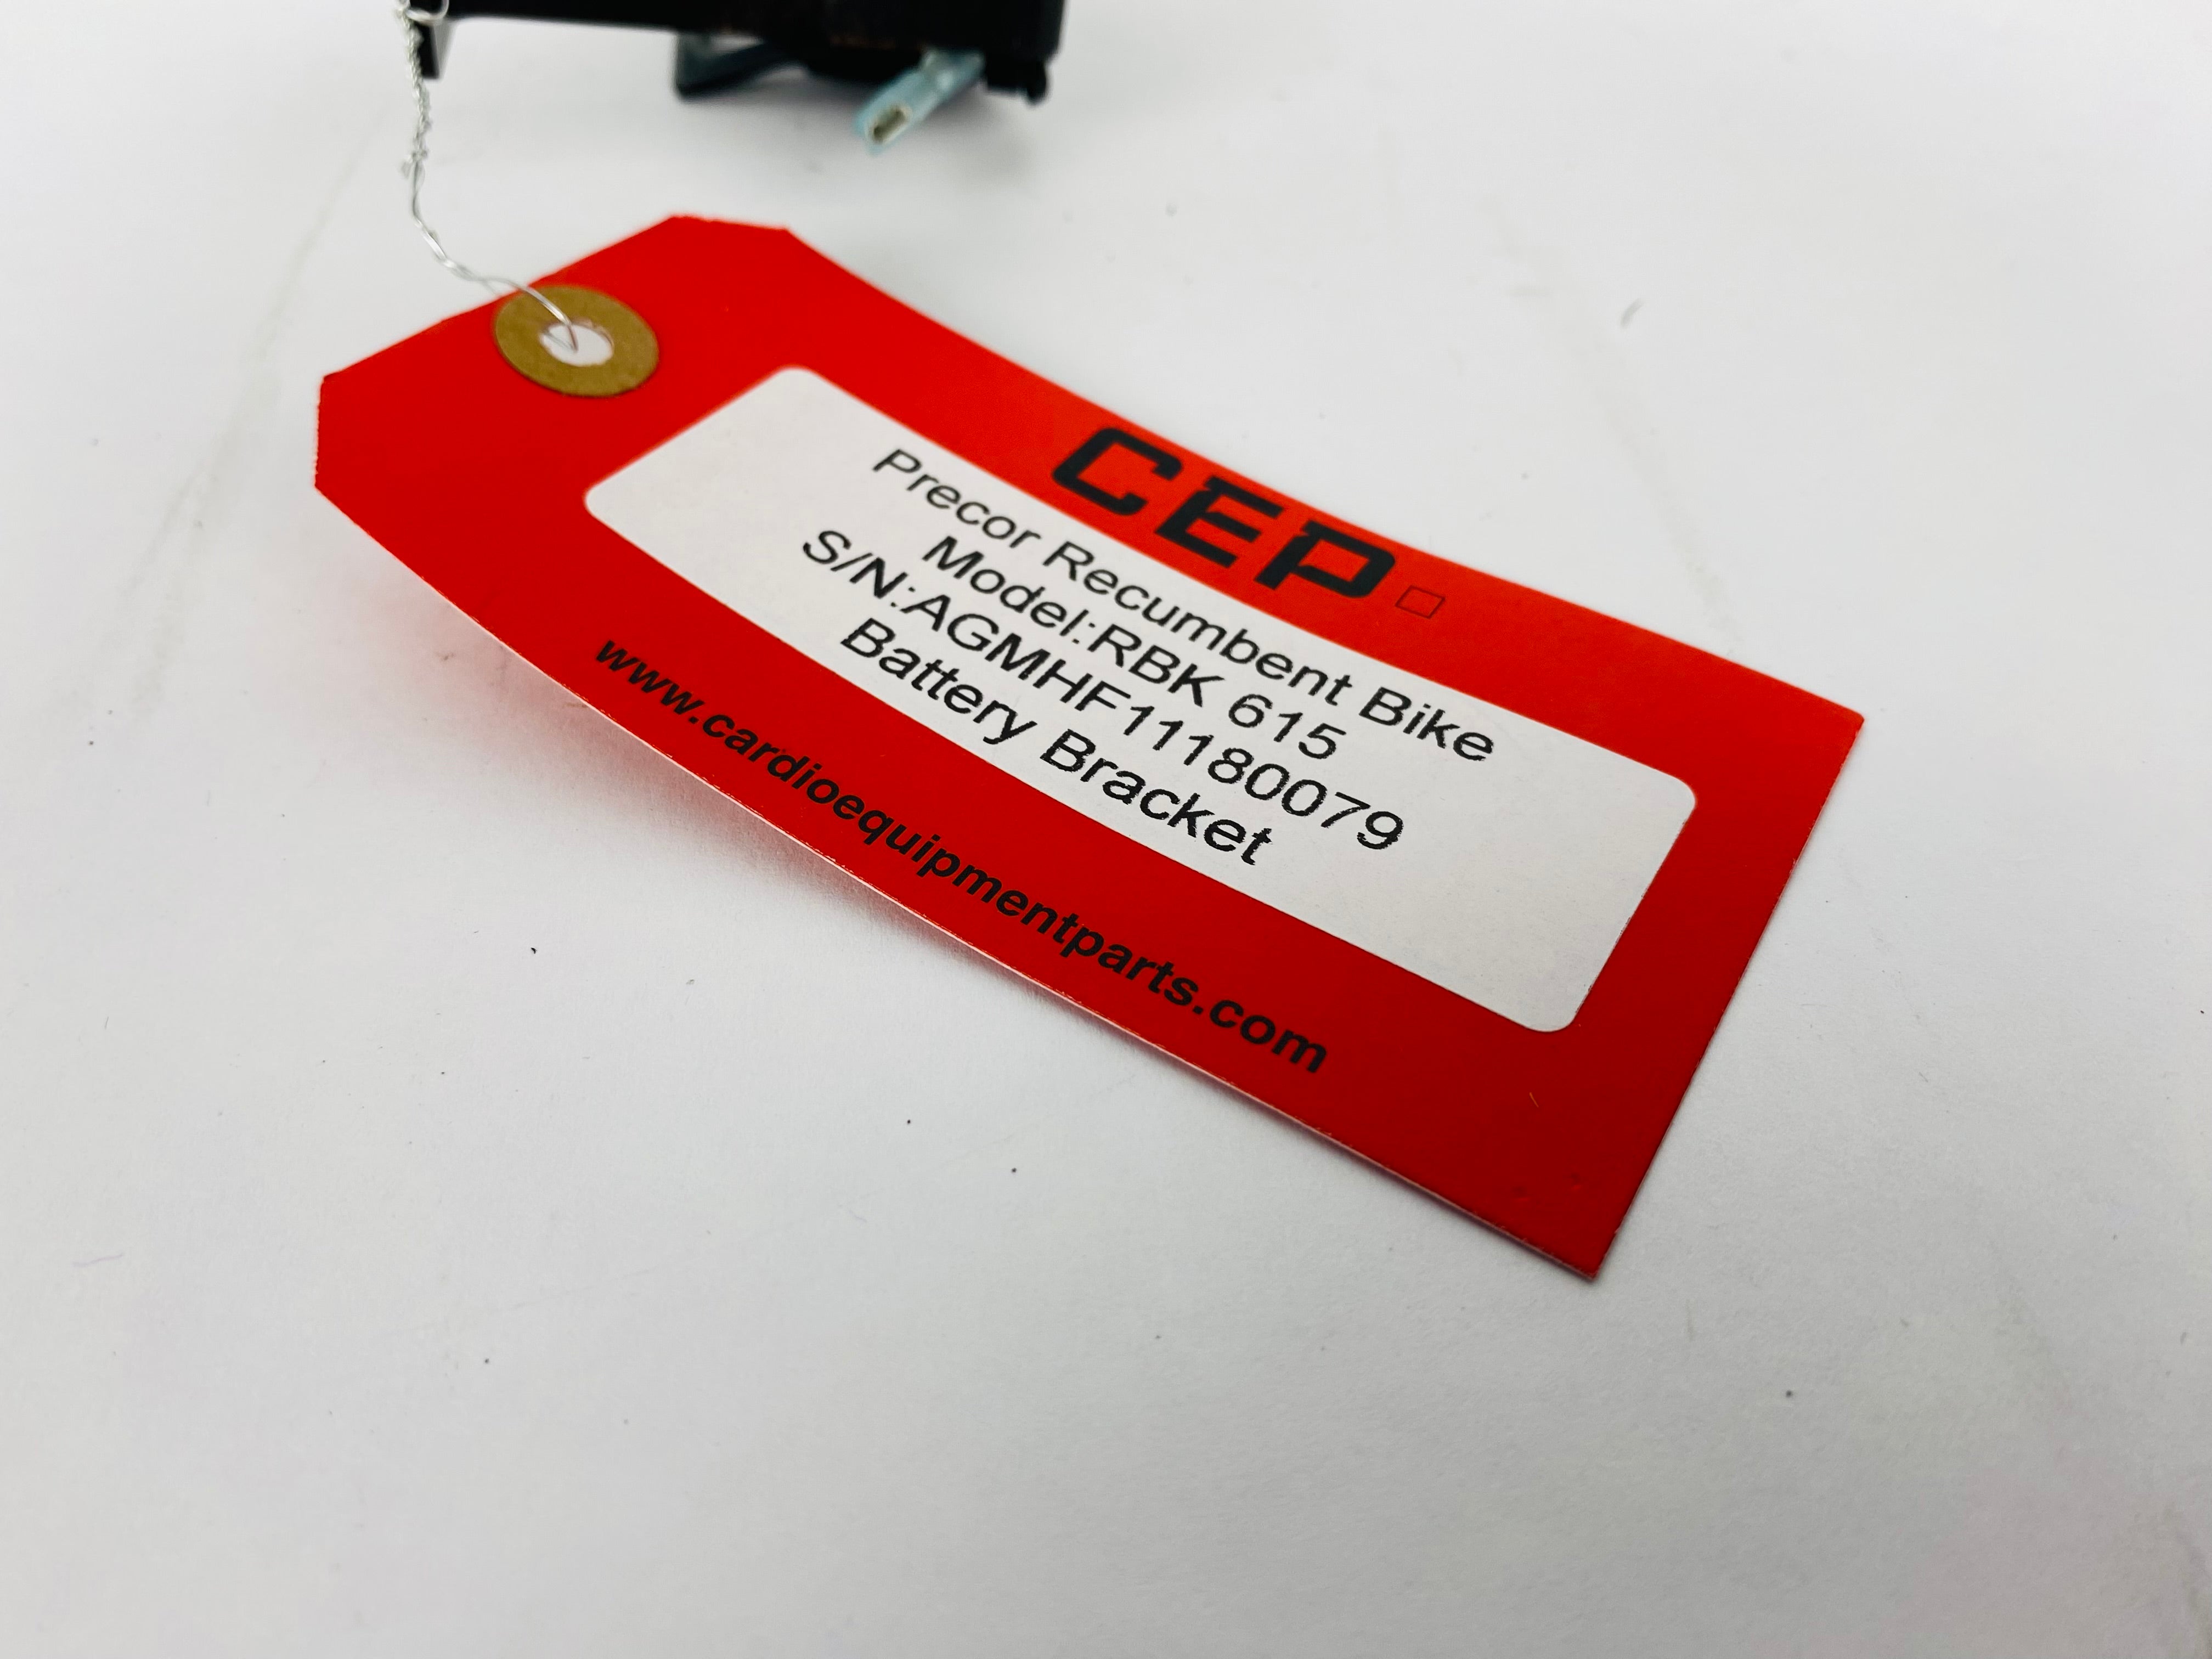 CEP
Precor Recumbent Bike
Model:RBK 615
S/N:AGMHF11180079
Battery Bracket
www.cardioequipmentparts.com